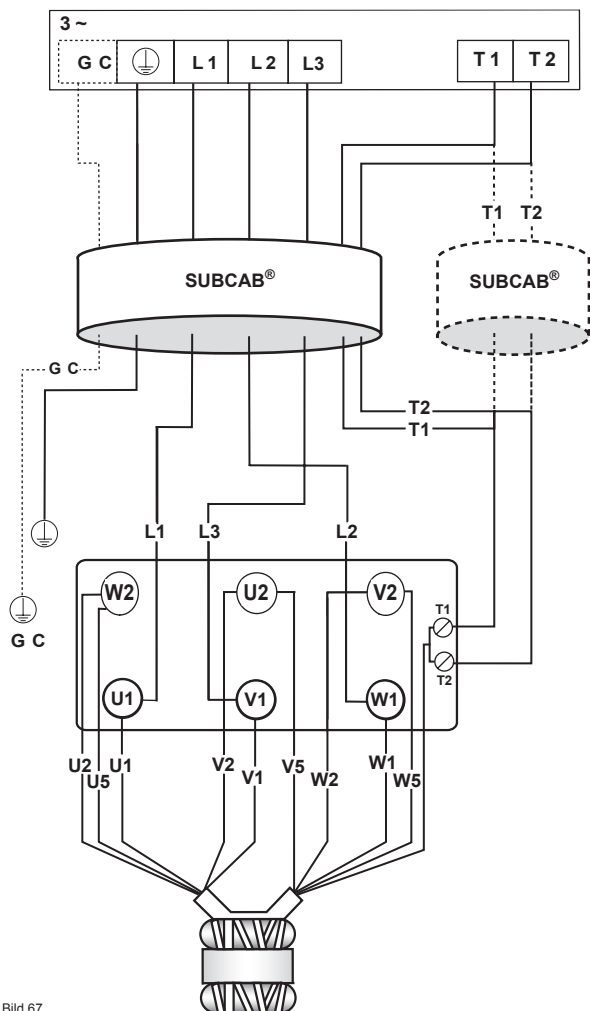 3 ~
G C L 1 L 2 L3 T 1 T 2
T1 T2
SUBCAB® SUBCAB®
G C
T2
T1
L1 L3 L2
W2 U2 V2
T1
G C
T2
U1 V1 W1
U2 U5 U1 V2 V1 V5 W2 W1 W5
Bild 67